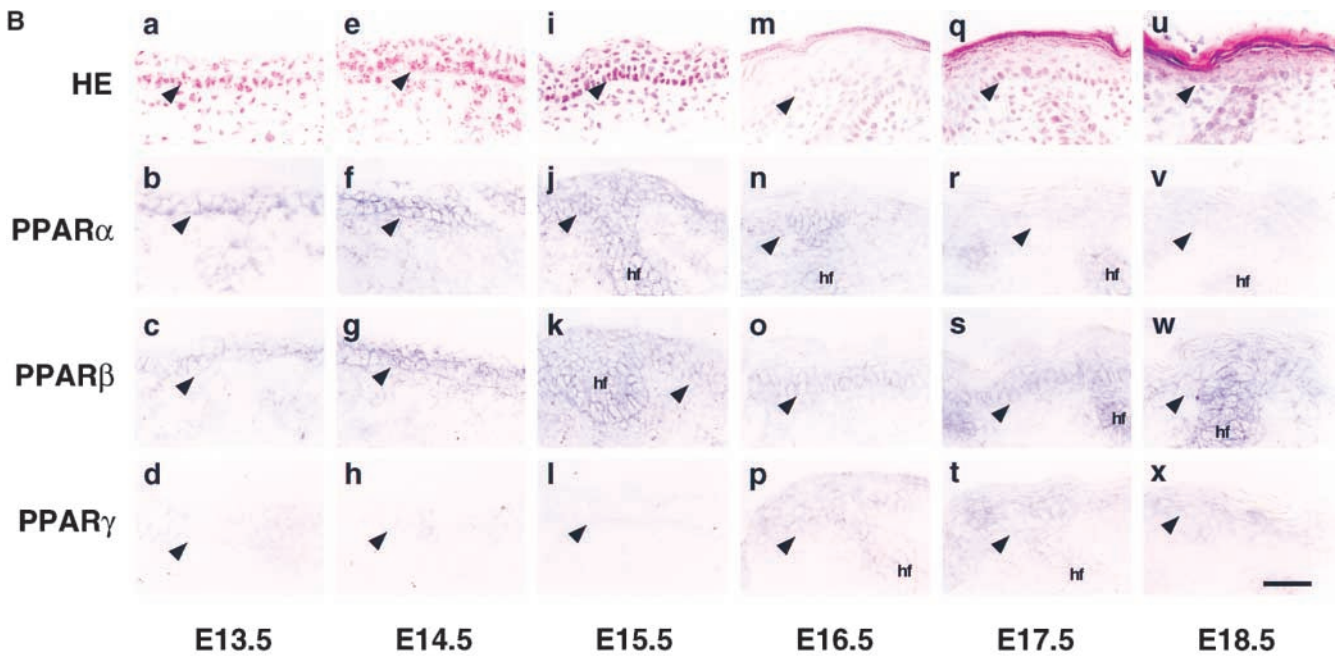 B
a e i m q u
HE
b f j n r v
PPARα
hf hf hf hf hf
c g k o s w
PPARβ
hf hf hf
d h l p t x
PPARγ
hf hf
E13.5 E14.5 E15.5 E16.5 E17.5 E18.5